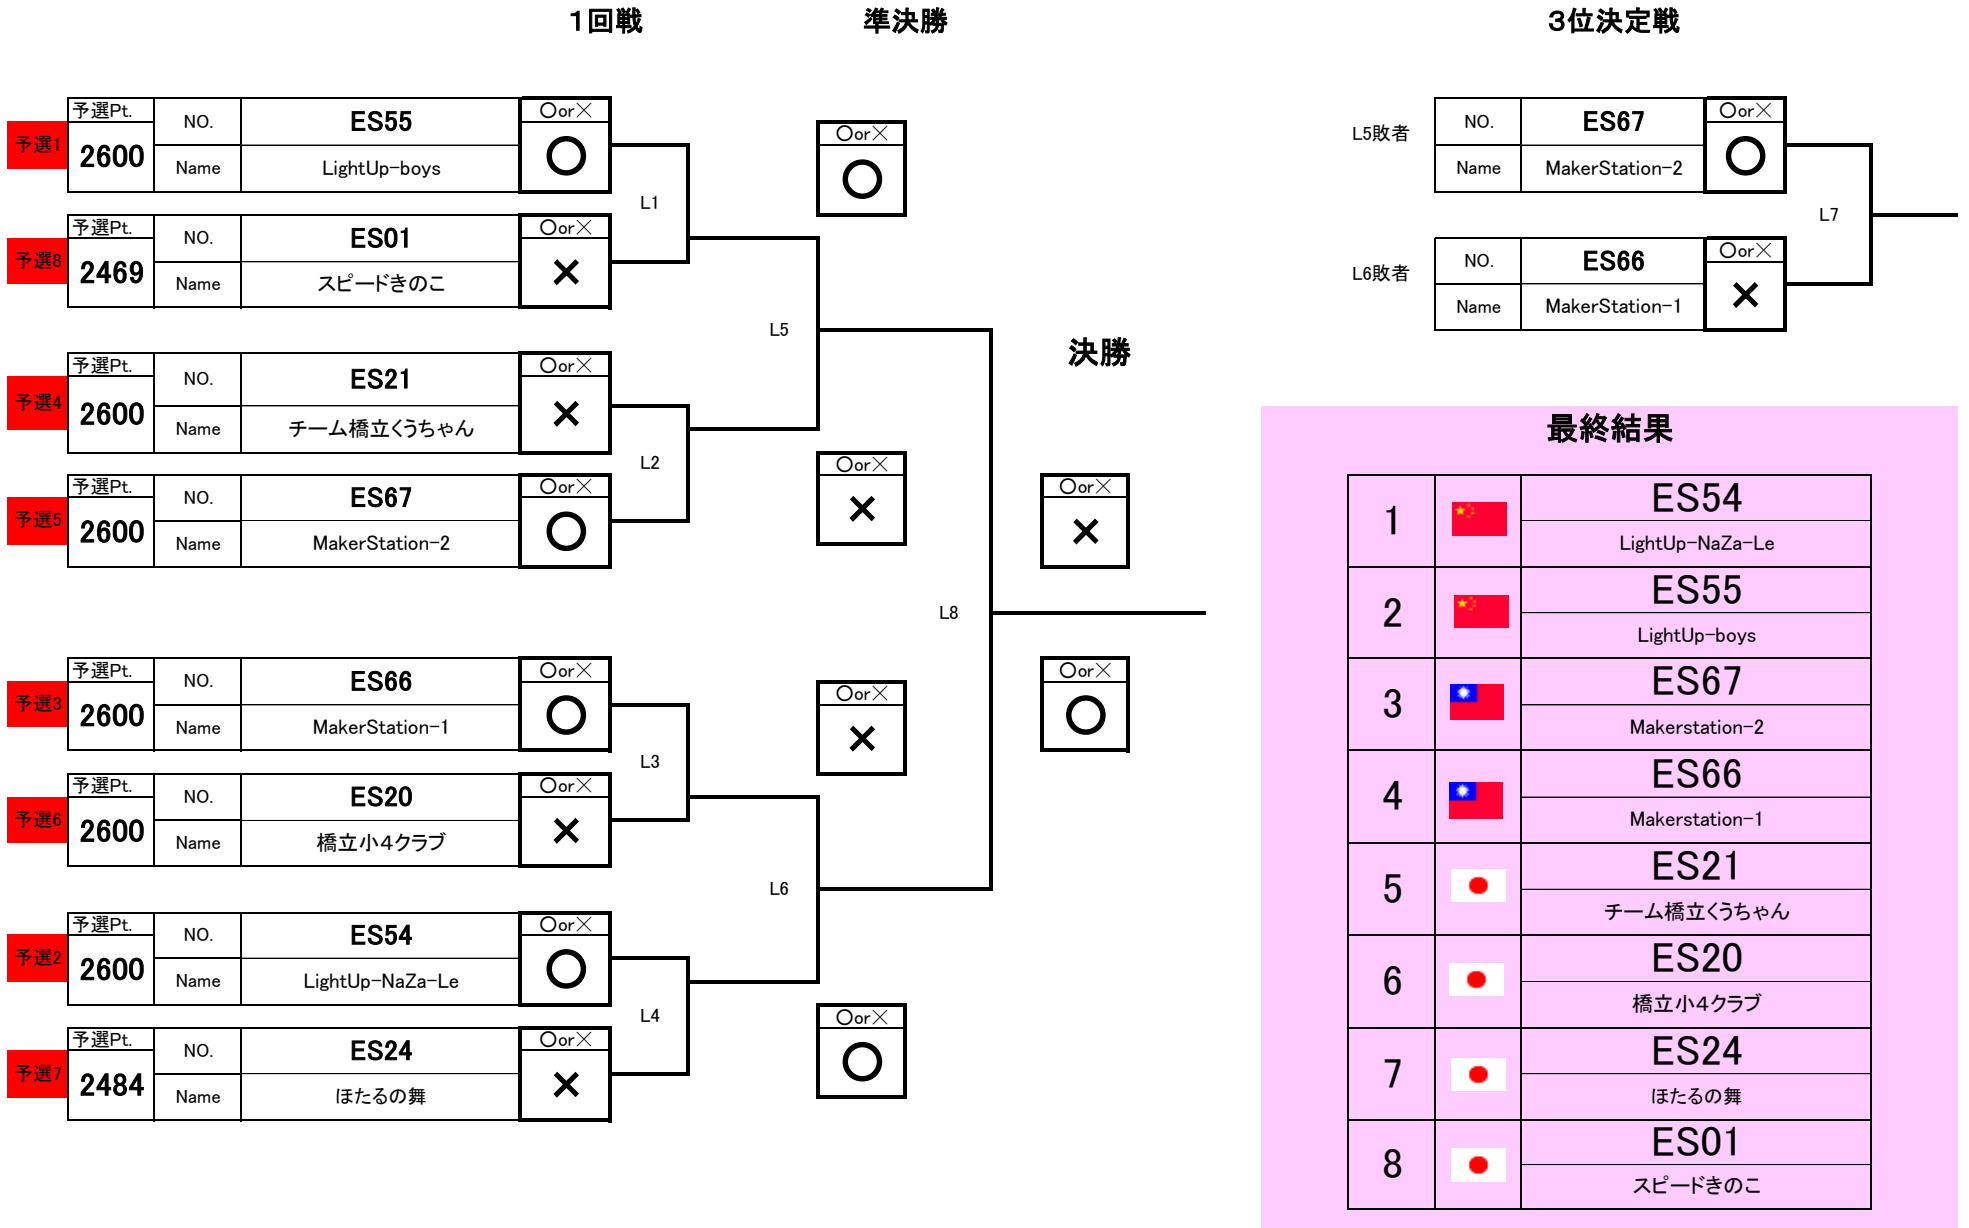 １回戦
準決勝
３位決定戦
予選1
予選Pt.
2600
NO.
ES55
Name
LightUp-boys
〇or×
〇
予選8
予選Pt.
2469
NO.
ES01
Name
スピードきのこ
〇or×
×
L1
〇or×
〇
予選4
予選Pt.
2600
NO.
ES21
Name
チーム橋立くうちゃん
〇or×
×
予選5
予選Pt.
2600
NO.
ES67
Name
MakerStation-2
〇or×
〇
L2
〇or×
×
L5
予選3
予選Pt.
2600
NO.
ES66
Name
MakerStation-1
〇or×
〇
予選6
予選Pt.
2600
NO.
ES20
Name
橋立小４クラブ
〇or×
×
L3
〇or×
×
予選2
予選Pt.
2600
NO.
ES54
Name
LightUp-NaZa-Le
〇or×
〇
予選7
予選Pt.
2484
NO.
ES24
Name
ほたるの舞
〇or×
×
L4
〇or×
〇
L6
決勝
〇or×
×
L8
〇or×
〇
L5敗者
NO.
ES67
Name
MakerStation-2
〇or×
〇
L6敗者
NO.
ES66
Name
MakerStation-1
〇or×
×
L7
最終結果
1
ES54
LightUp-NaZa-Le
2
ES55
LightUp-boys
3
ES67
Makerstation-2
4
ES66
Makerstation-1
5
ES21
チーム橋立くうちゃん
6
ES20
橋立小４クラブ
7
ES24
ほたるの舞
8
ES01
スピードきのこ